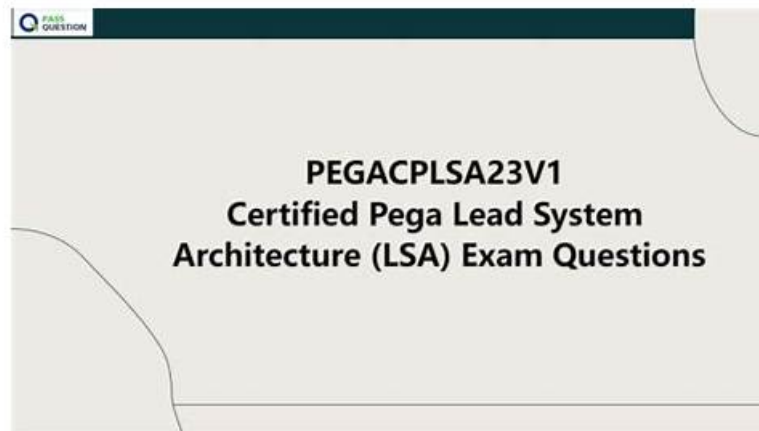 PASS
QUESTION
PEGACPLSA23V1
Certified Pega Lead System
Architecture (LSA) Exam Questions